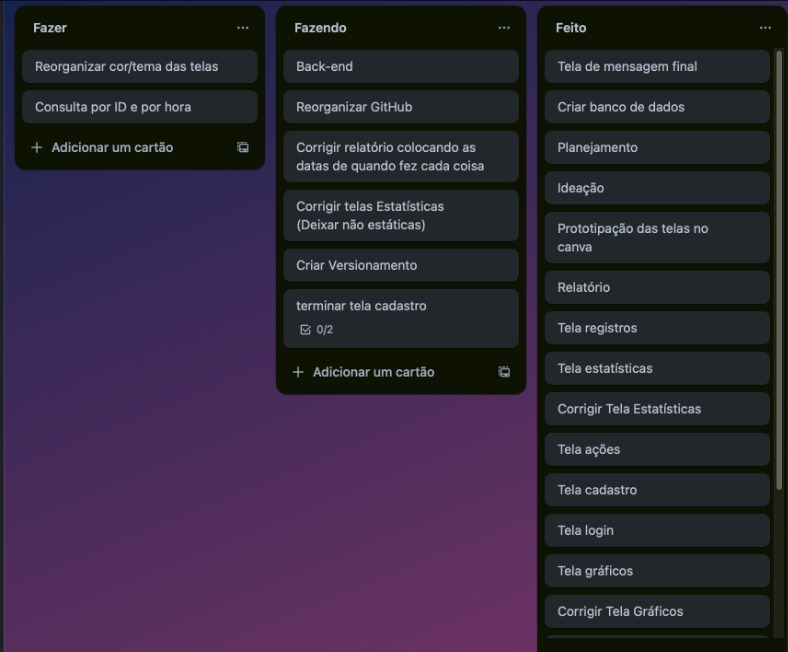 Fazer
Reorganizar cor/tema das telas
Consulta por ID e por hora
Adicionar um cartão
Fazendo
Back-end
Reorganizar GitHub
Corrigir relatório colocando as
datas de quando fez cada coisa
Corrigir telas Estatísticas
(Deixar não estáticas)
Criar Versionamento
terminar tela cadastro
0/2
Adicionar um cartão
Feito
Tela de mensagem final
Criar banco de dados
Planejamento
Ideação
Prototipação das telas no
canva
Relatório
Tela registros
Tela estatísticas
Corrigir Tela Estatísticas
Tela ações
Tela cadastro
Tela login
Tela gráficos
Corrigir Tela Gráficos